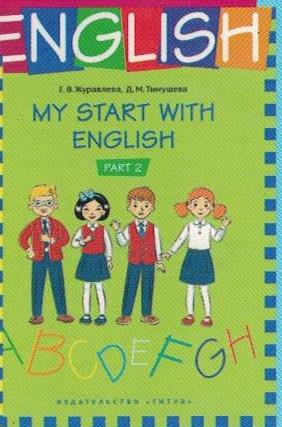 ENGLISH
Е. В. Журавлева, Д. М. Тимушева
MY START WITH
ENGLISH
PART 2
ABCDEFGH
ИЗДАТЕЛЬСТВО «ТИТУЛ»